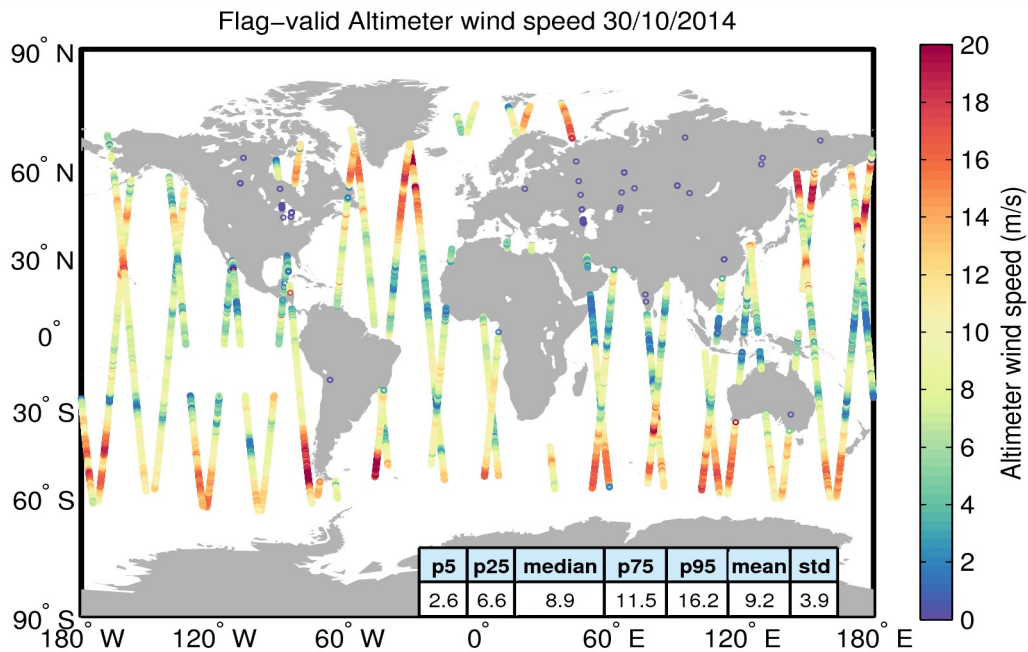 Flag−valid Altimeter wind speed 30/10/2014
90° N
60° N
30° N
0°
30° S
60° S
90° S
180° W
120° W
60° W
0°
60° E
120° E
180° E
p5 p25 median p75 p95 mean std
2.6 6.6 8.9 11.5 16.2 9.2 3.9
20
18
16
14
12
10
8
6
4
2
0
Altimeter wind speed (m/s)